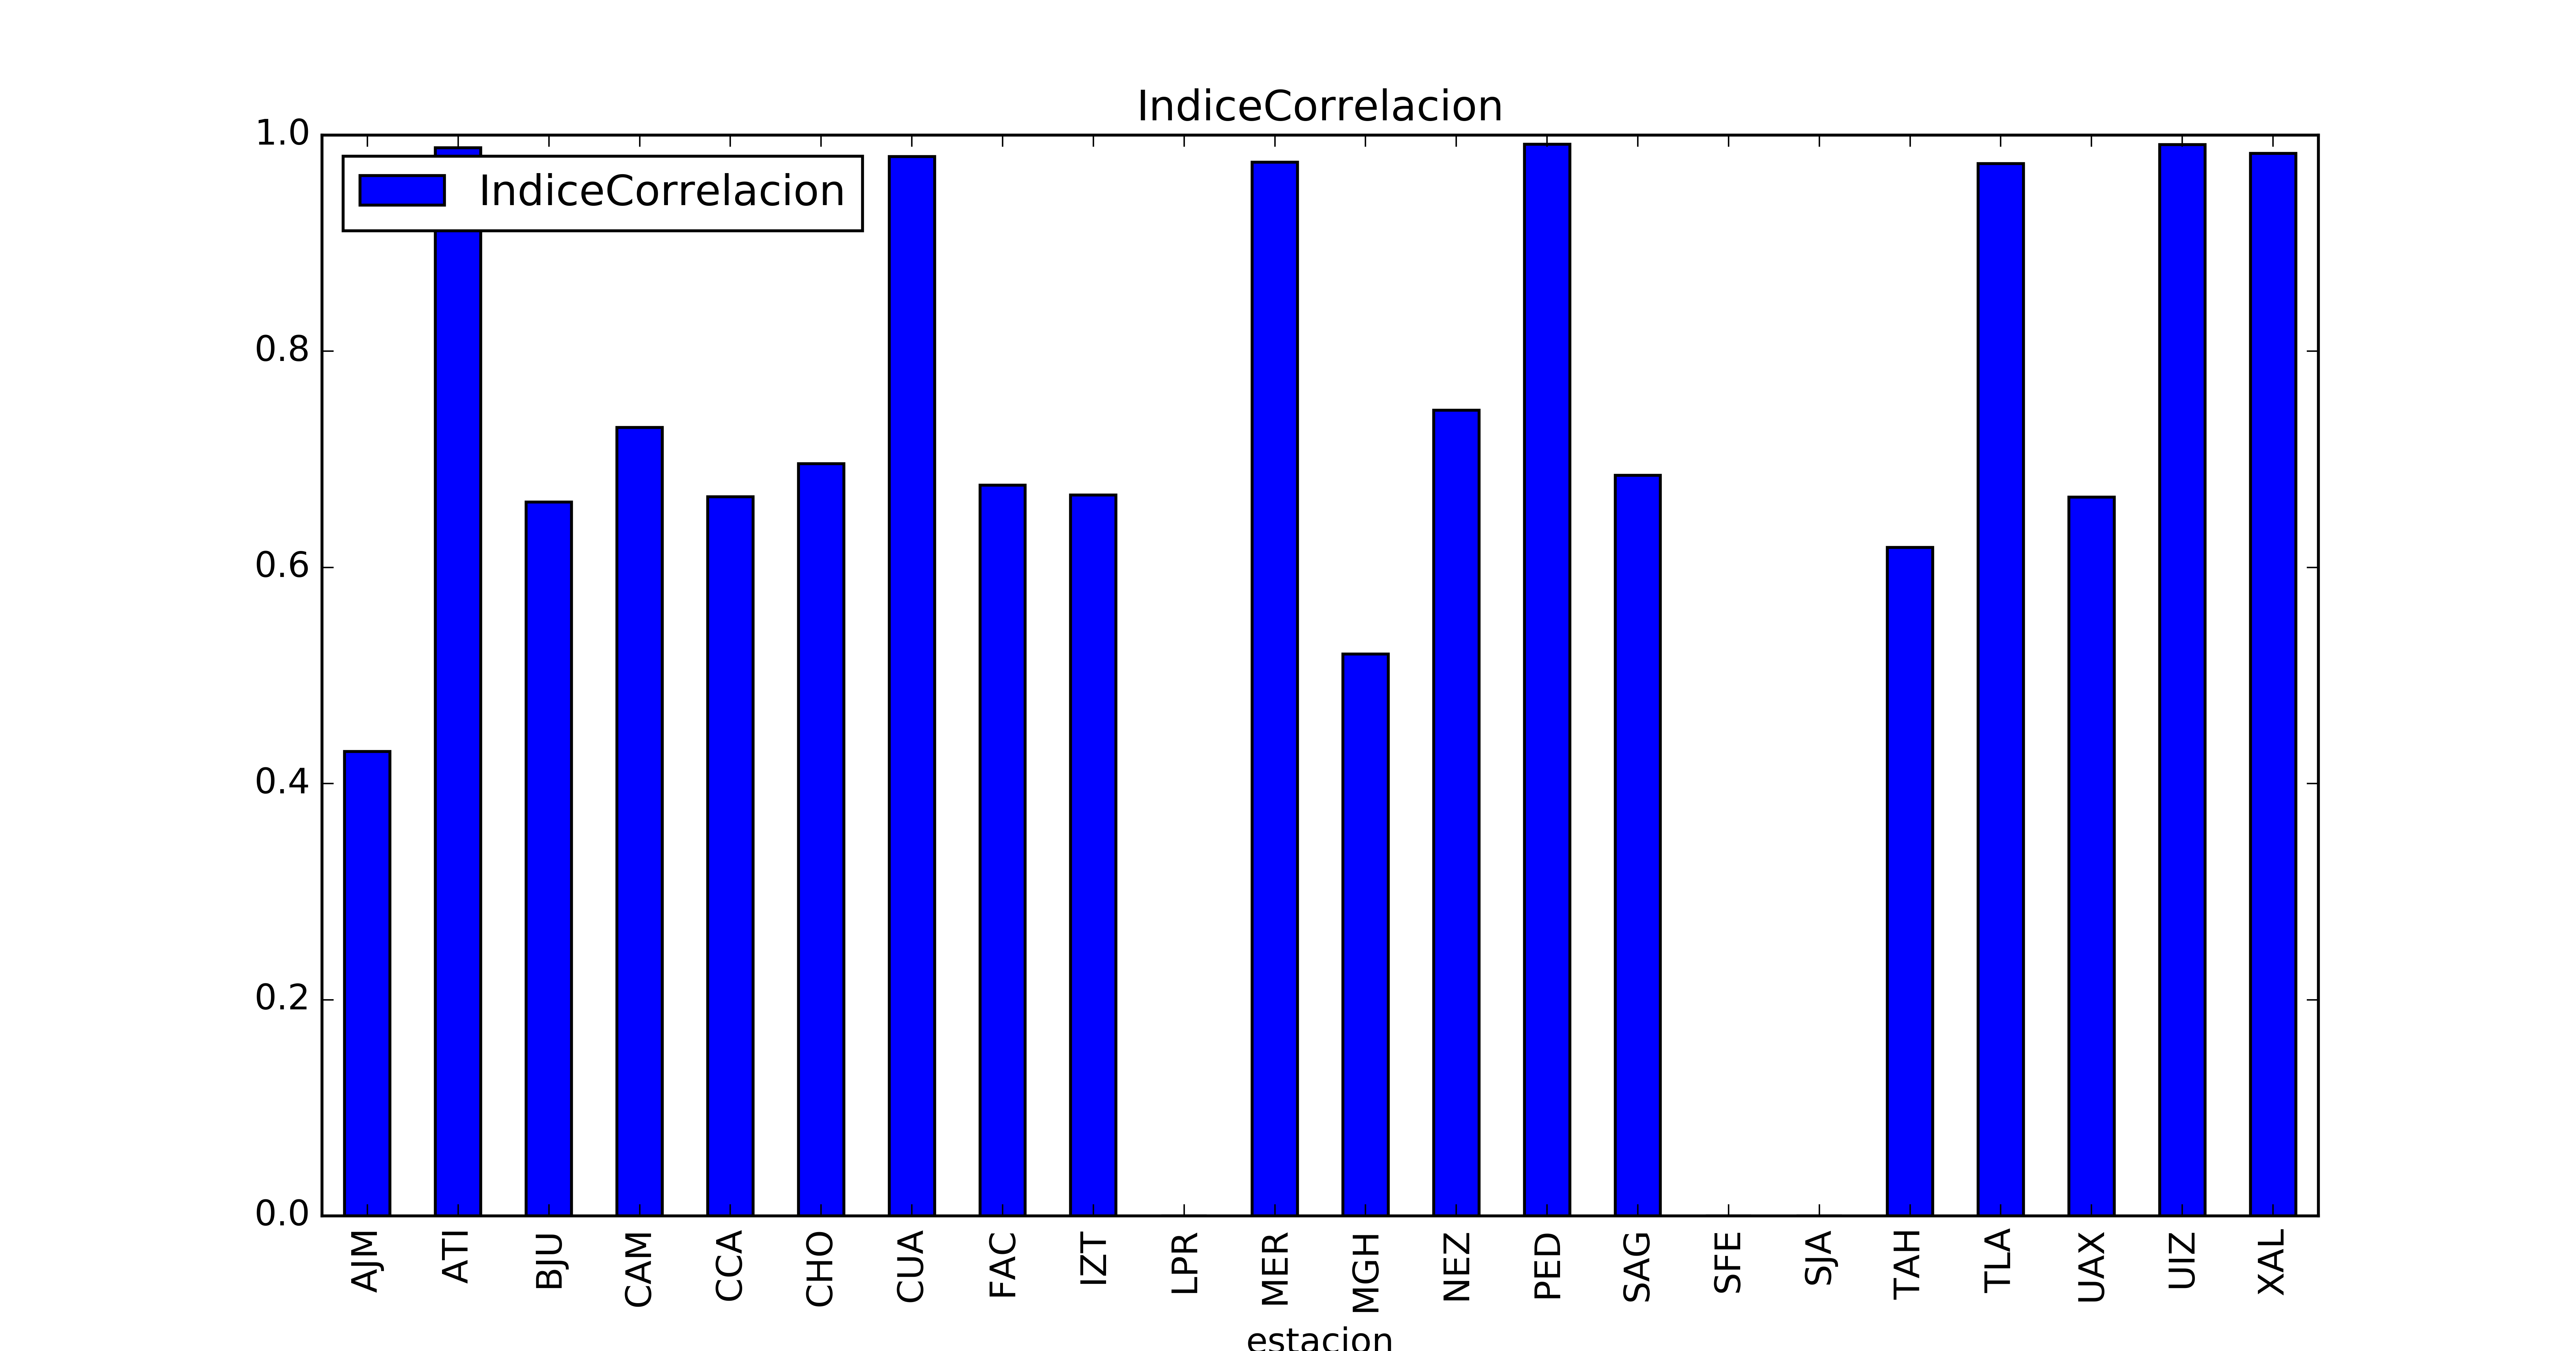 IndiceCorrelacion
IndiceCorrelacion
1.0
0.8
0.6
0.4
0.2
0.0
AJM ATI BJU CAM CCA CHO CUA FAC IZT LPR MER MGH NEZ PED SAG SFE SJA TAH TLA UAX UIZ XAL
estacion